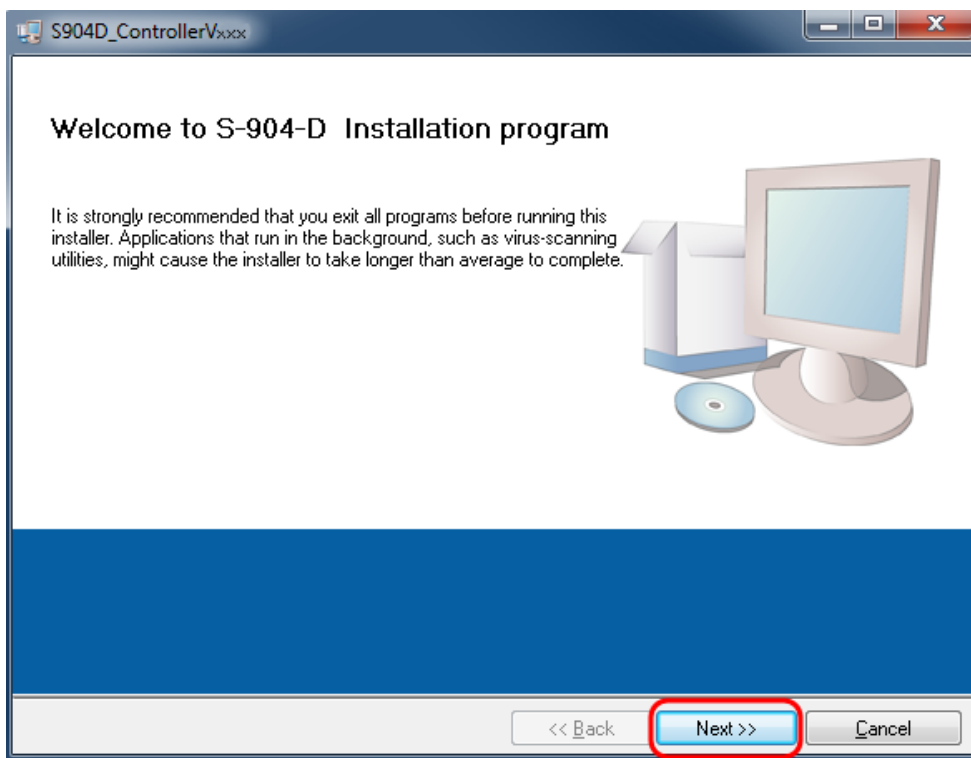 S904D_ControllerVxxx
Welcome to S-904-D  Installation program
It is strongly recommended that you exit all programs before running this
installer. Applications that run in the background, such as virus-scanning
utilities, might cause the installer to take longer than average to complete.
<< Back
Next >>
Cancel